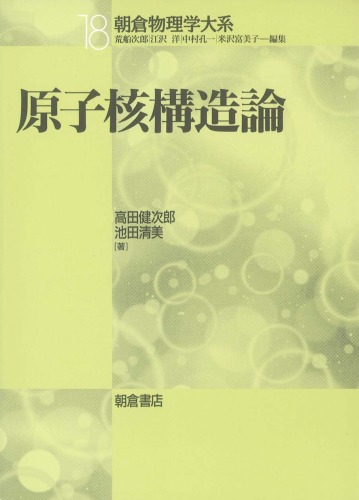 18
朝倉物理学大系
荒船次郎|江沢 洋|中村孔一|米沢富美子─編集
原子核構造論
高田健次郎
池田清美
[著]
朝倉書店